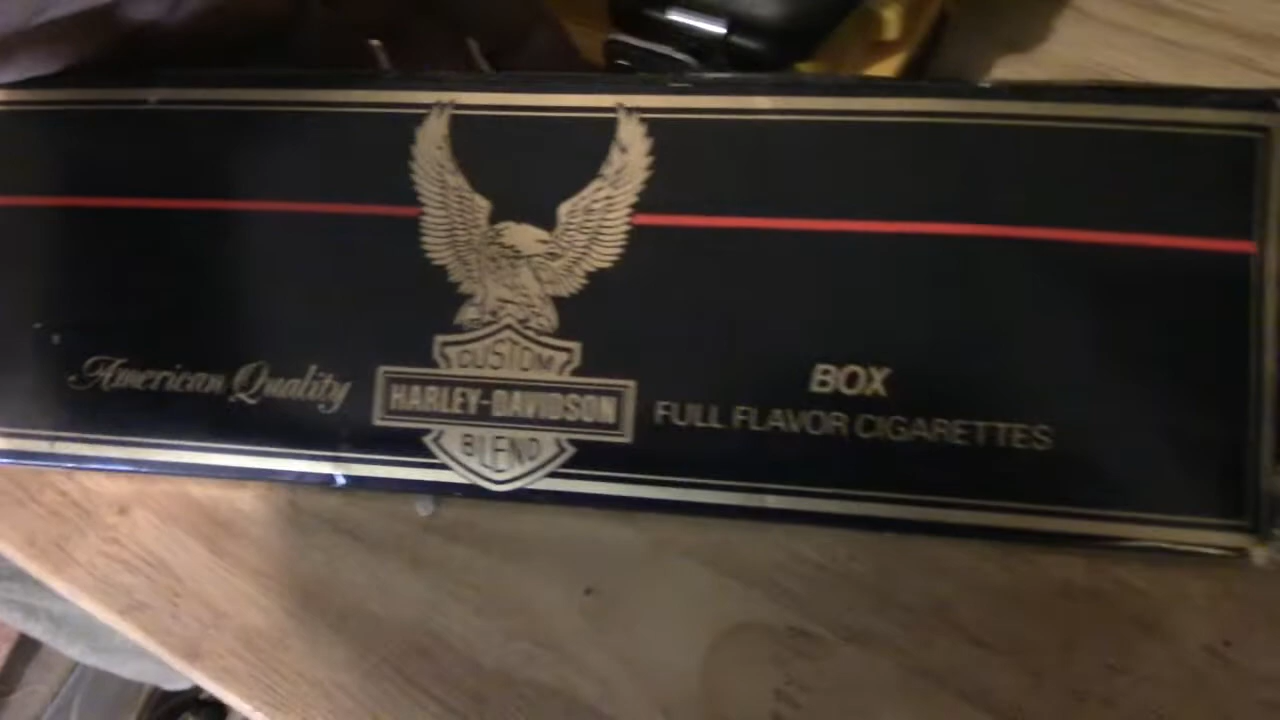 American Quality
CUSTOM
HARLEY-DAVIDSON
BLEND
BOX
FULL FLAVOR CIGARETTES